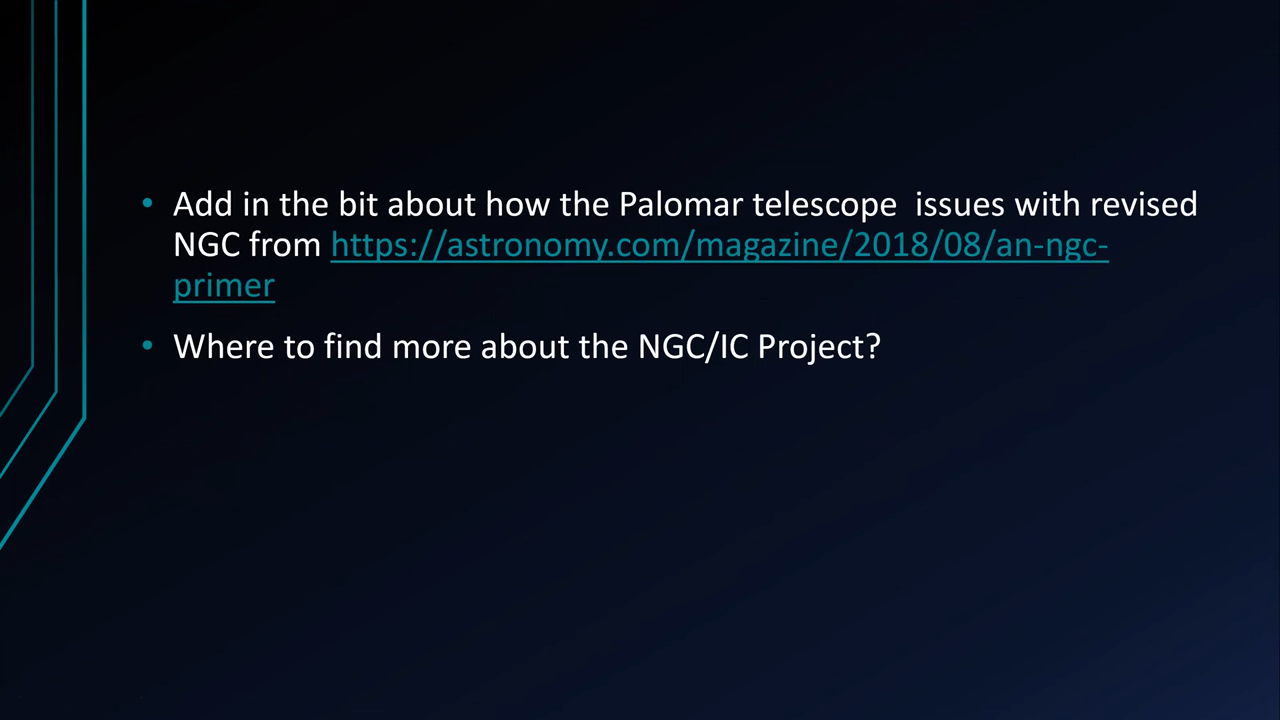 • Add in the bit about how the Palomar telescope  issues with revised
NGC from https://astronomy.com/magazine/2018/08/an-ngc-
primer
• Where to find more about the NGC/IC Project?